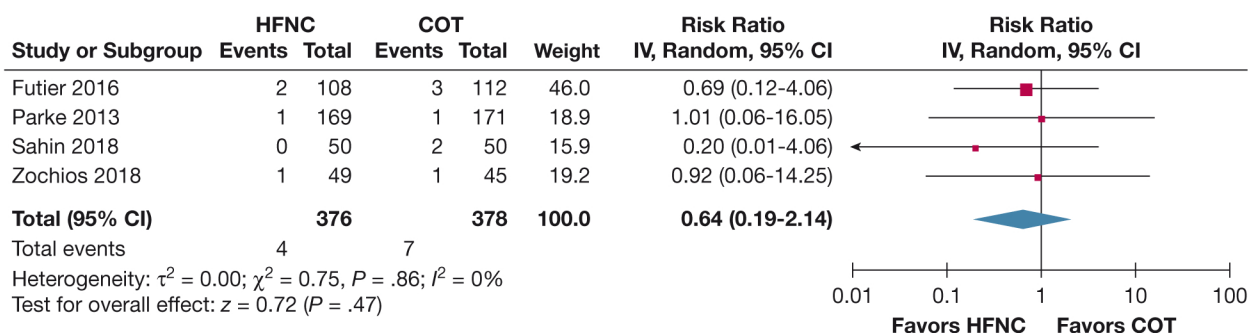 HFNC COT Risk Ratio Risk Ratio
Study or Subgroup Events Total Events Total Weight IV, Random, 95% CI IV, Random, 95% CI
Futier 2016 2 108 3 112 46.0 0.69 (0.12-4.06)
Parke 2013 1 169 1 171 18.9 1.01 (0.06-16.05)
Sahin 2018 0 50 2 50 15.9 0.20 (0.01-4.06)
Zochios 2018 1 49 1 45 19.2 0.92 (0.06-14.25)
Total (95% CI) 376 378 100.0 0.64 (0.19-2.14)
Total events 4 7
Heterogeneity: τ² = 0.00; χ² = 0.75, P = .86; I² = 0%
Test for overall effect: z = 0.72 (P = .47)
0.01 0.1 1 10 100
Favors HFNC Favors COT